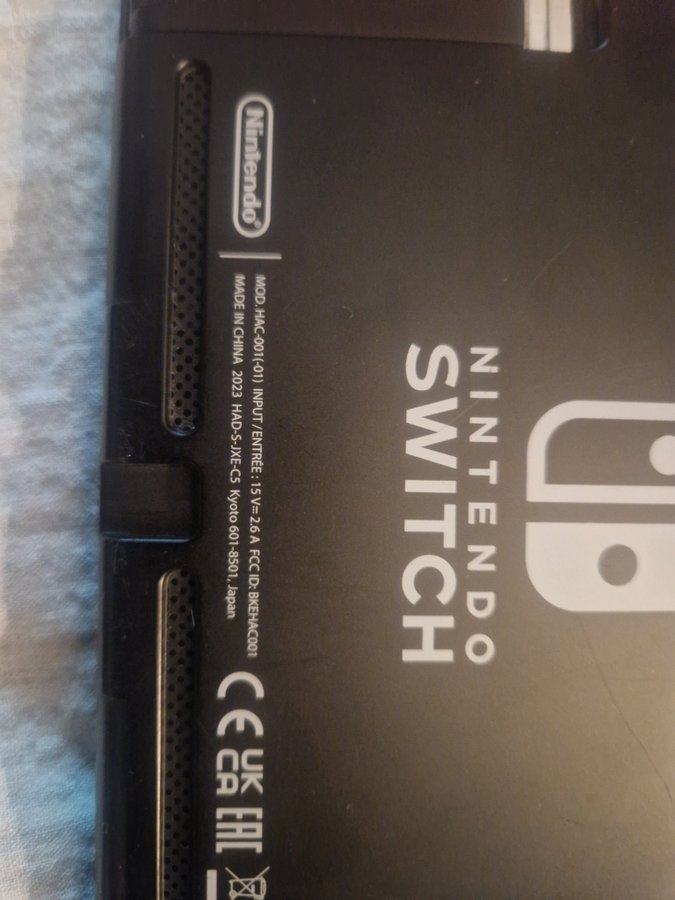 Nintendo®
MOD. HAC-001(-01) INPUT / ENTRÉE : 15 V⎓ 2.6 A FCC ID: BKEHAC001
MADE IN CHINA 2023 HAD-S-JXE-C5 Kyoto 601-8501, Japan
CE
UK
CA
EAC
NINTENDO
SWITCH